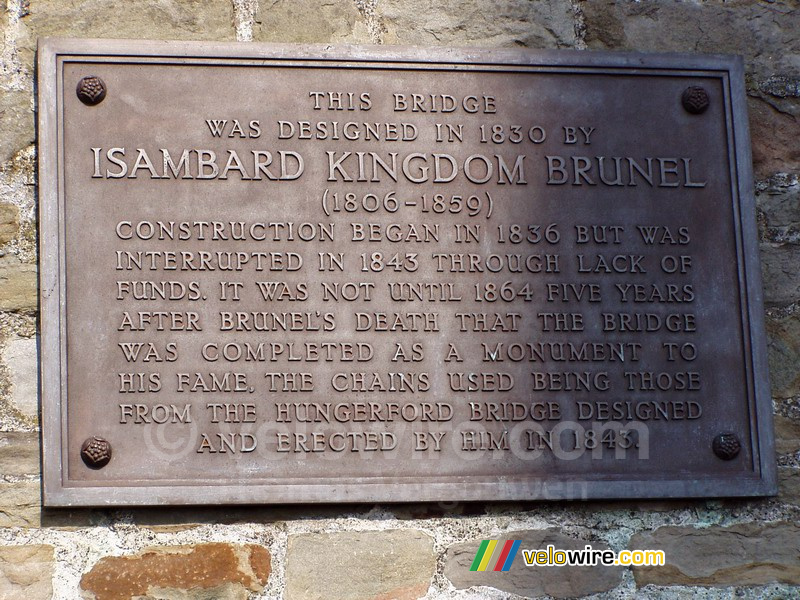 THIS BRIDGE
WAS DESIGNED IN 1830 BY
ISAMBARD KINGDOM BRUNEL
(1806-1859)
CONSTRUCTION BEGAN IN 1836 BUT WAS
INTERRUPTED IN 1843 THROUGH LACK OF
FUNDS. IT WAS NOT UNTIL 1864 FIVE YEARS
AFTER BRUNEL'S DEATH THAT THE BRIDGE
WAS COMPLETED AS A MONUMENT TO
HIS FAME, THE CHAINS USED BEING THOSE
FROM THE HUNGERFORD BRIDGE DESIGNED
AND ERECTED BY HIM IN 1843.
© velowire.com
velowire.com